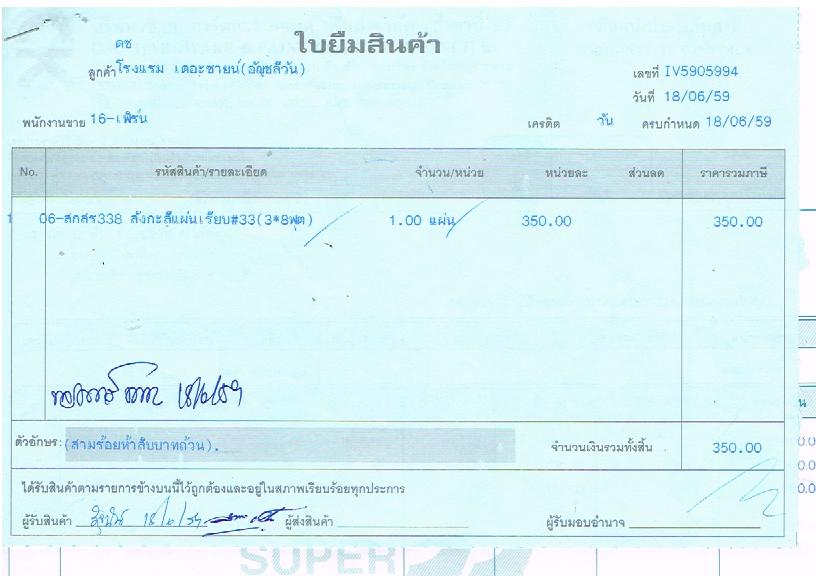 ดช
ใบยืมสินค้า
ลูกค้า โรงแรม เดอะซายน์(อัญชลีวัน)
เลขที่ IV5905994
วันที่ 18/06/59
พนักงานขาย 16-เฟิร์น เครดิต วัน ครบกำหนด 18/06/59
No. รหัสสินค้า/รายละเอียด จำนวน/หน่วย หน่วยละ ส่วนลด ราคารวมภาษี
1 06-สกสร338 สังกะสีแผ่นเรียบ#33(3*8ฟุต) 1.00 แผ่น 350.00 350.00
18/6/59
ตัวอักษร: (สามร้อยห้าสิบบาทถ้วน). จำนวนเงินรวมทั้งสิ้น 350.00
ได้รับสินค้าตามรายการข้างบนนี้ไว้ถูกต้องและอยู่ในสภาพเรียบร้อยทุกประการ
ผู้รับสินค้า 18/6/59 ผู้ส่งสินค้า ผู้รับมอบอำนาจ
SUPER